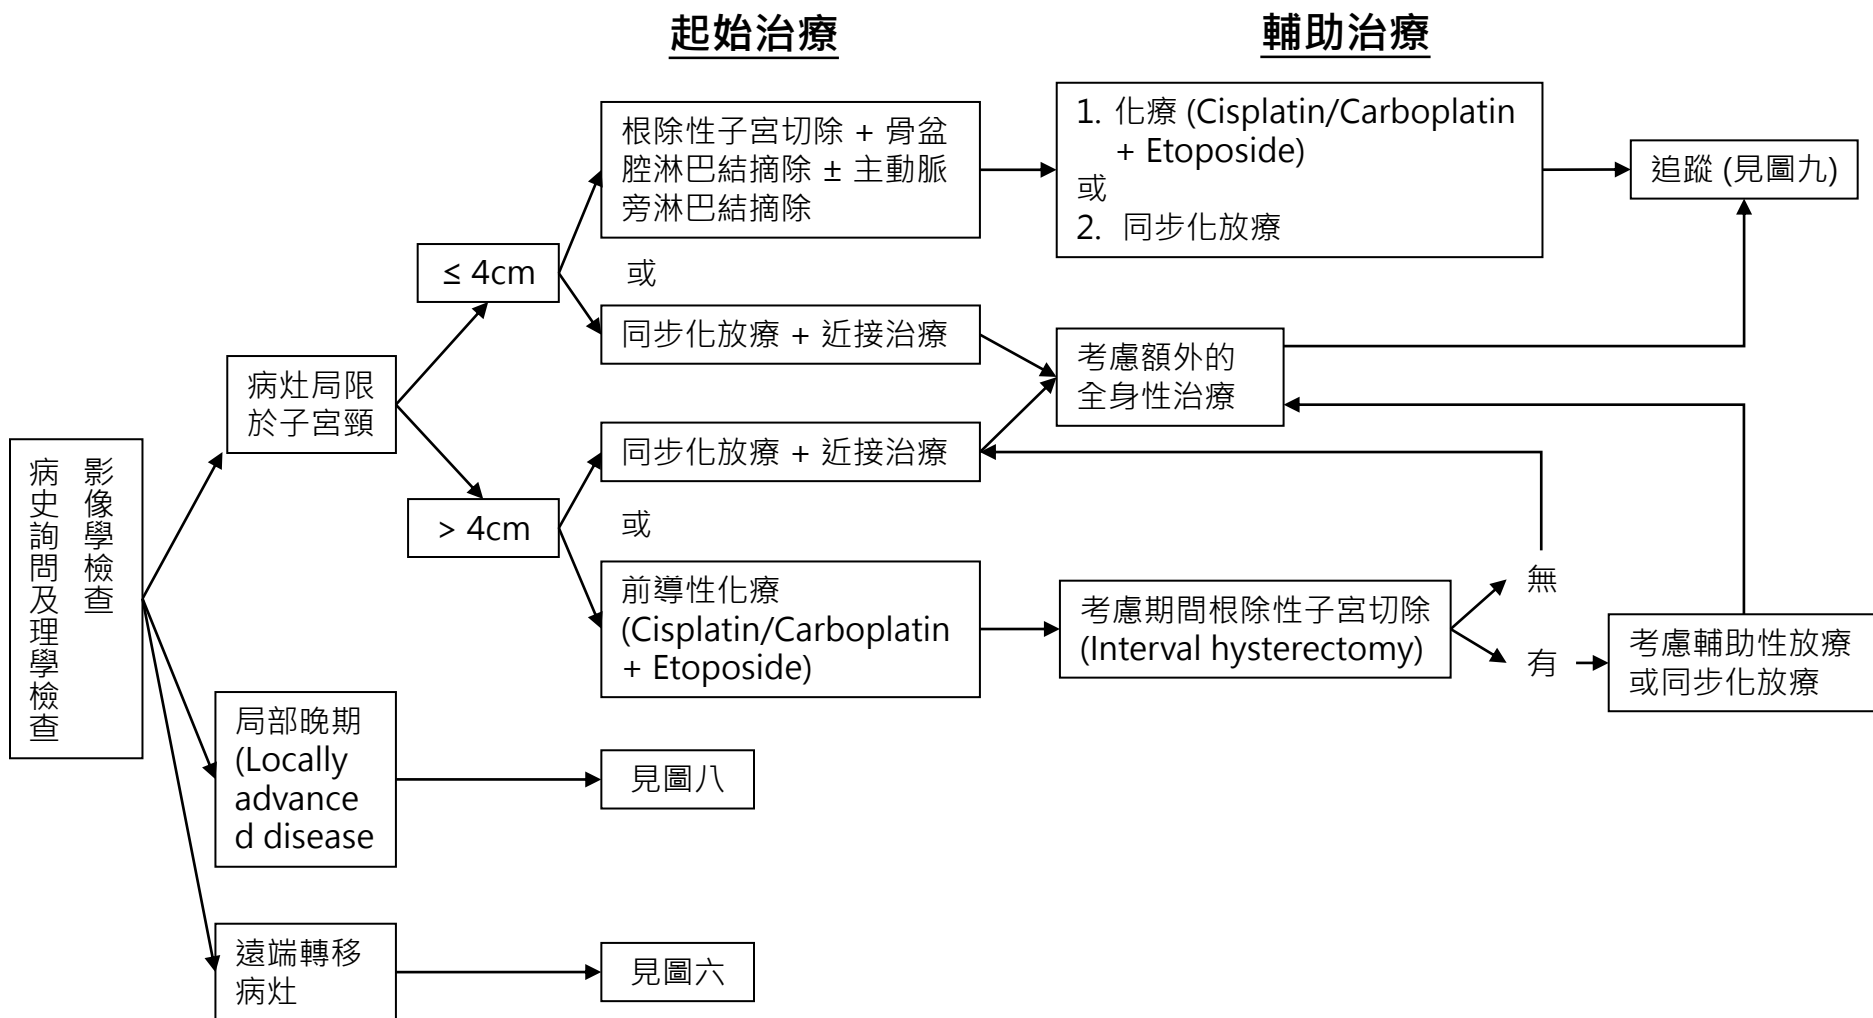 起始治療
輔助治療
根除性子宮切除 + 骨盆
腔淋巴結摘除 ± 主動脈
旁淋巴結摘除
1. 化療 (Cisplatin/Carboplatin
+ Etoposide)
或
2. 同步化放療
追蹤 (見圖九)
≤ 4cm
或
同步化放療 + 近接治療
考慮額外的
全身性治療
病灶局限
於子宮頸
同步化放療 + 近接治療
> 4cm
或
前導性化療
(Cisplatin/Carboplatin
+ Etoposide)
考慮期間根除性子宮切除
(Interval hysterectomy)
無
有
考慮輔助性放療
或同步化放療
病史詢問及理學檢查
影像學檢查
局部晚期
(Locally
advance
d disease
見圖八
遠端轉移
病灶
見圖六